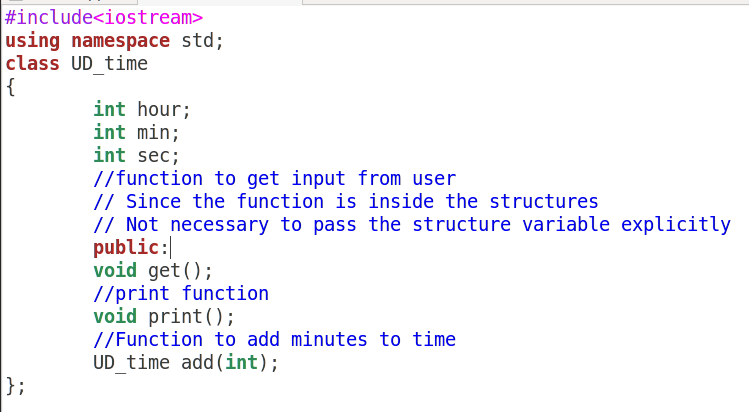 #include<iostream>
using namespace std;
class UD_time
{
int hour;
int min;
int sec;
//function to get input from user
// Since the function is inside the structures
// Not necessary to pass the structure variable explicitly
public:
void get();
//print function
void print();
//Function to add minutes to time
UD_time add(int);
};